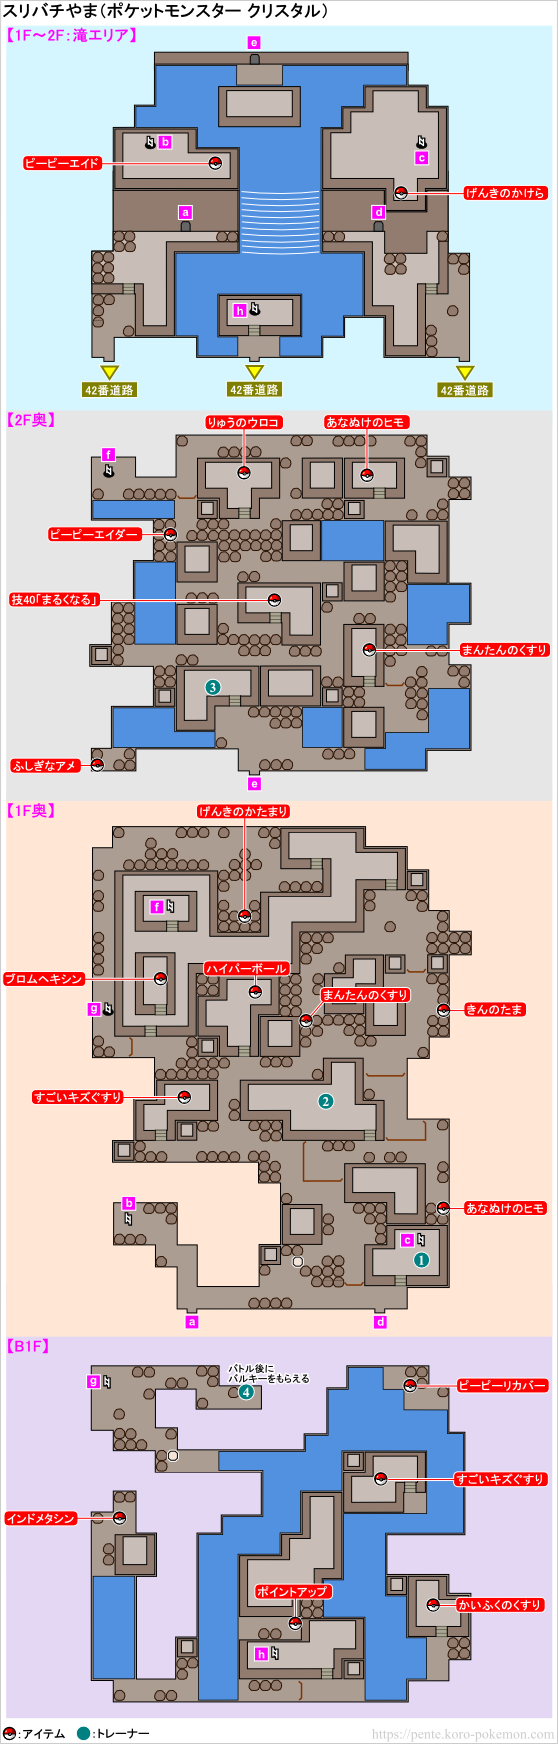 スリバチやま(ポケットモンスター クリスタル)
【1F～2F：滝エリア】
e
b
c
ピーピーエイド
げんきのかけら
a
d
h
42番道路
42番道路
42番道路
【2F奥】
りゅうのウロコ
あなぬけのヒモ
f
ピーピーエイダー
技40「まるくなる」
まんたんのくすり
3
ふしぎなアメ
e
【1F奥】
げんきのかたまり
f
ブロムヘキシン
ハイパーボール
まんたんのくすり
g
きんのたま
すごいキズぐすり
2
b
あなぬけのヒモ
c
1
a
d
【B1F】
g
バトル後に
バルキーをもらえる
4
ピーピーリカバー
すごいキズぐすり
インドメタシン
ポイントアップ
かいふくのくすり
h
：アイテム
：トレーナー
https://pente.koro-pokemon.com